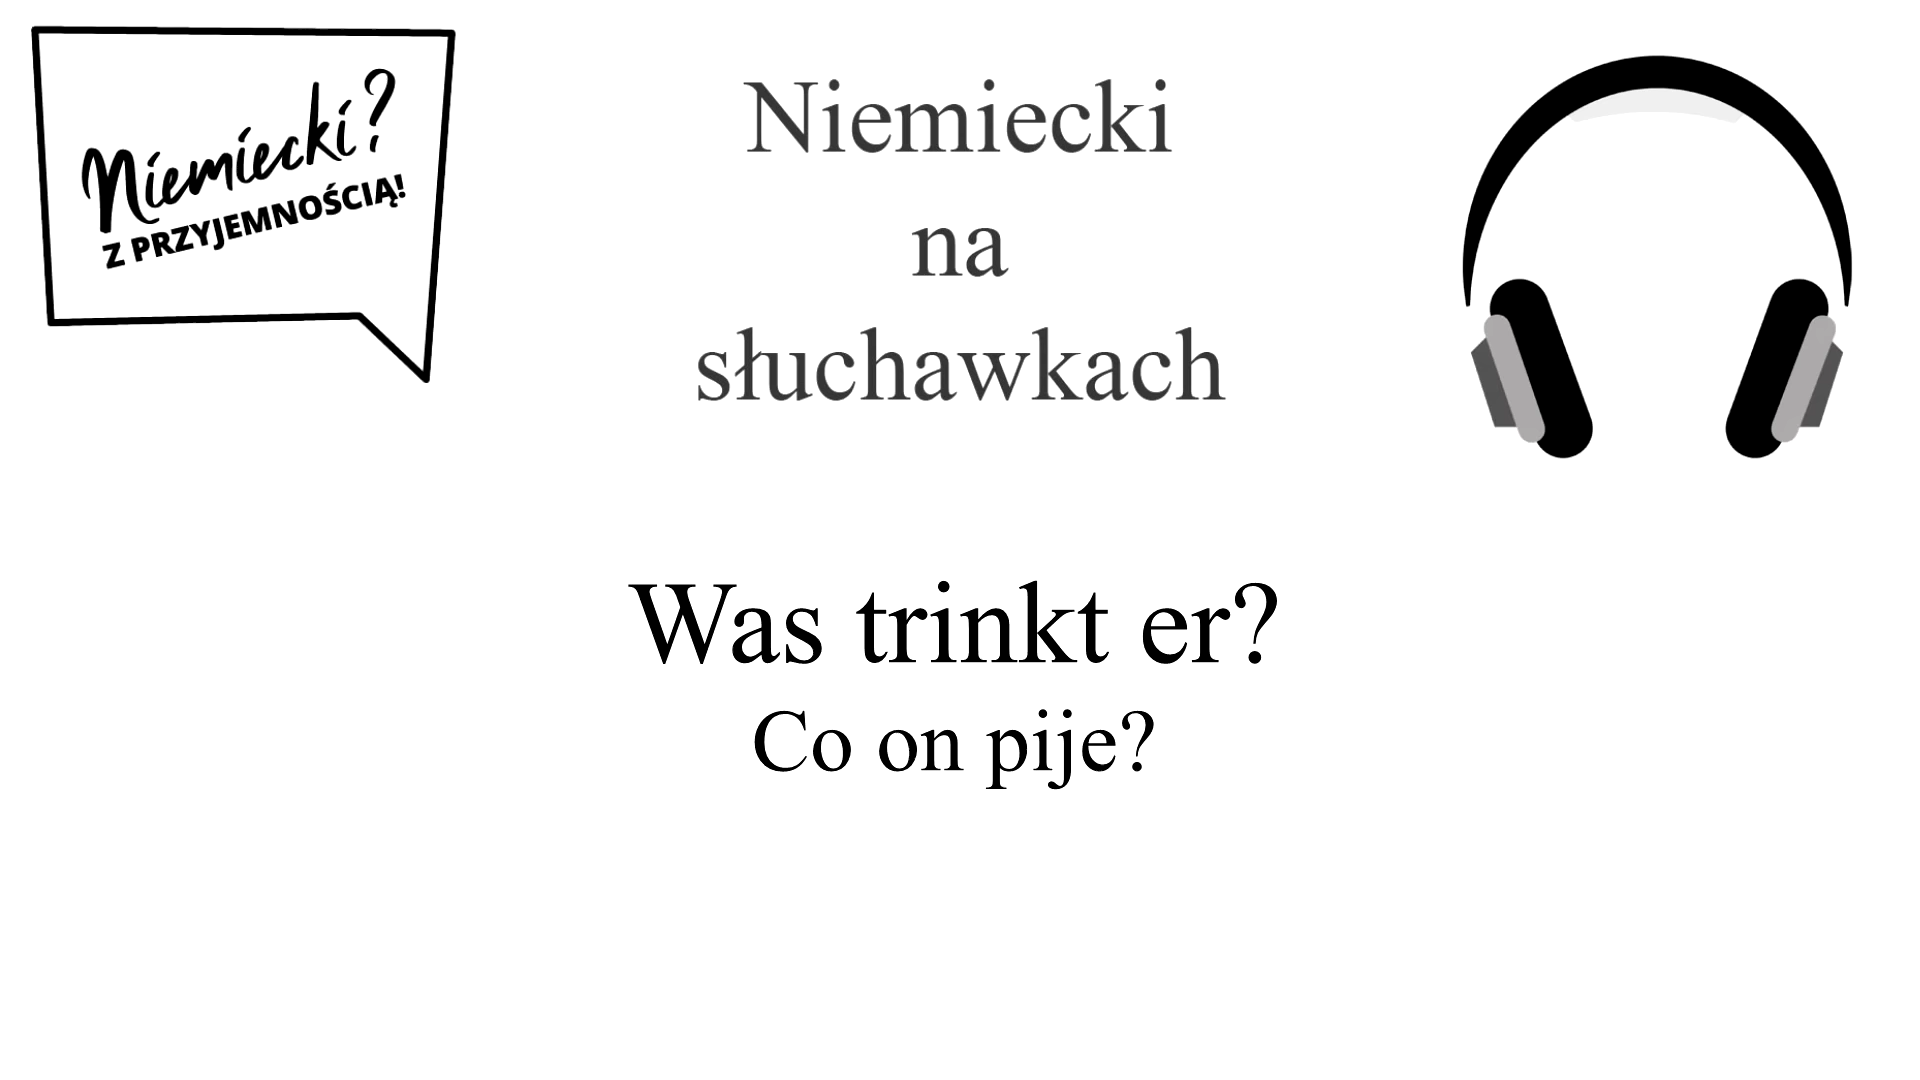 Niemiecki?
Z PRZYJEMNOŚCIĄ!
Niemiecki
na
słuchawkach
Was trinkt er?
Co on pije?